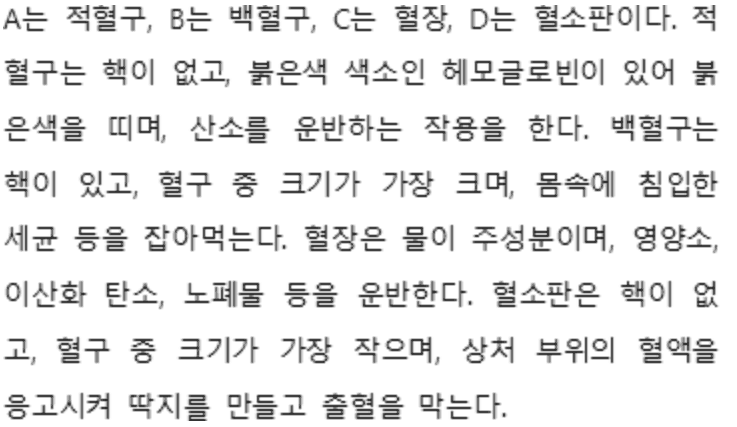 A는 적혈구, B는 백혈구, C는 혈장, D는 혈소판이다. 적
혈구는 핵이 없고, 붉은색 색소인 헤모글로빈이 있어 붉
은색을 띠며, 산소를 운반하는 작용을 한다. 백혈구는
핵이 있고, 혈구 중 크기가 가장 크며, 몸속에 침입한
세균 등을 잡아먹는다. 혈장은 물이 주성분이며, 영양소,
이산화 탄소, 노폐물 등을 운반한다. 혈소판은 핵이 없
고, 혈구 중 크기가 가장 작으며, 상처 부위의 혈액을
응고시켜 딱지를 만들고 출혈을 막는다.